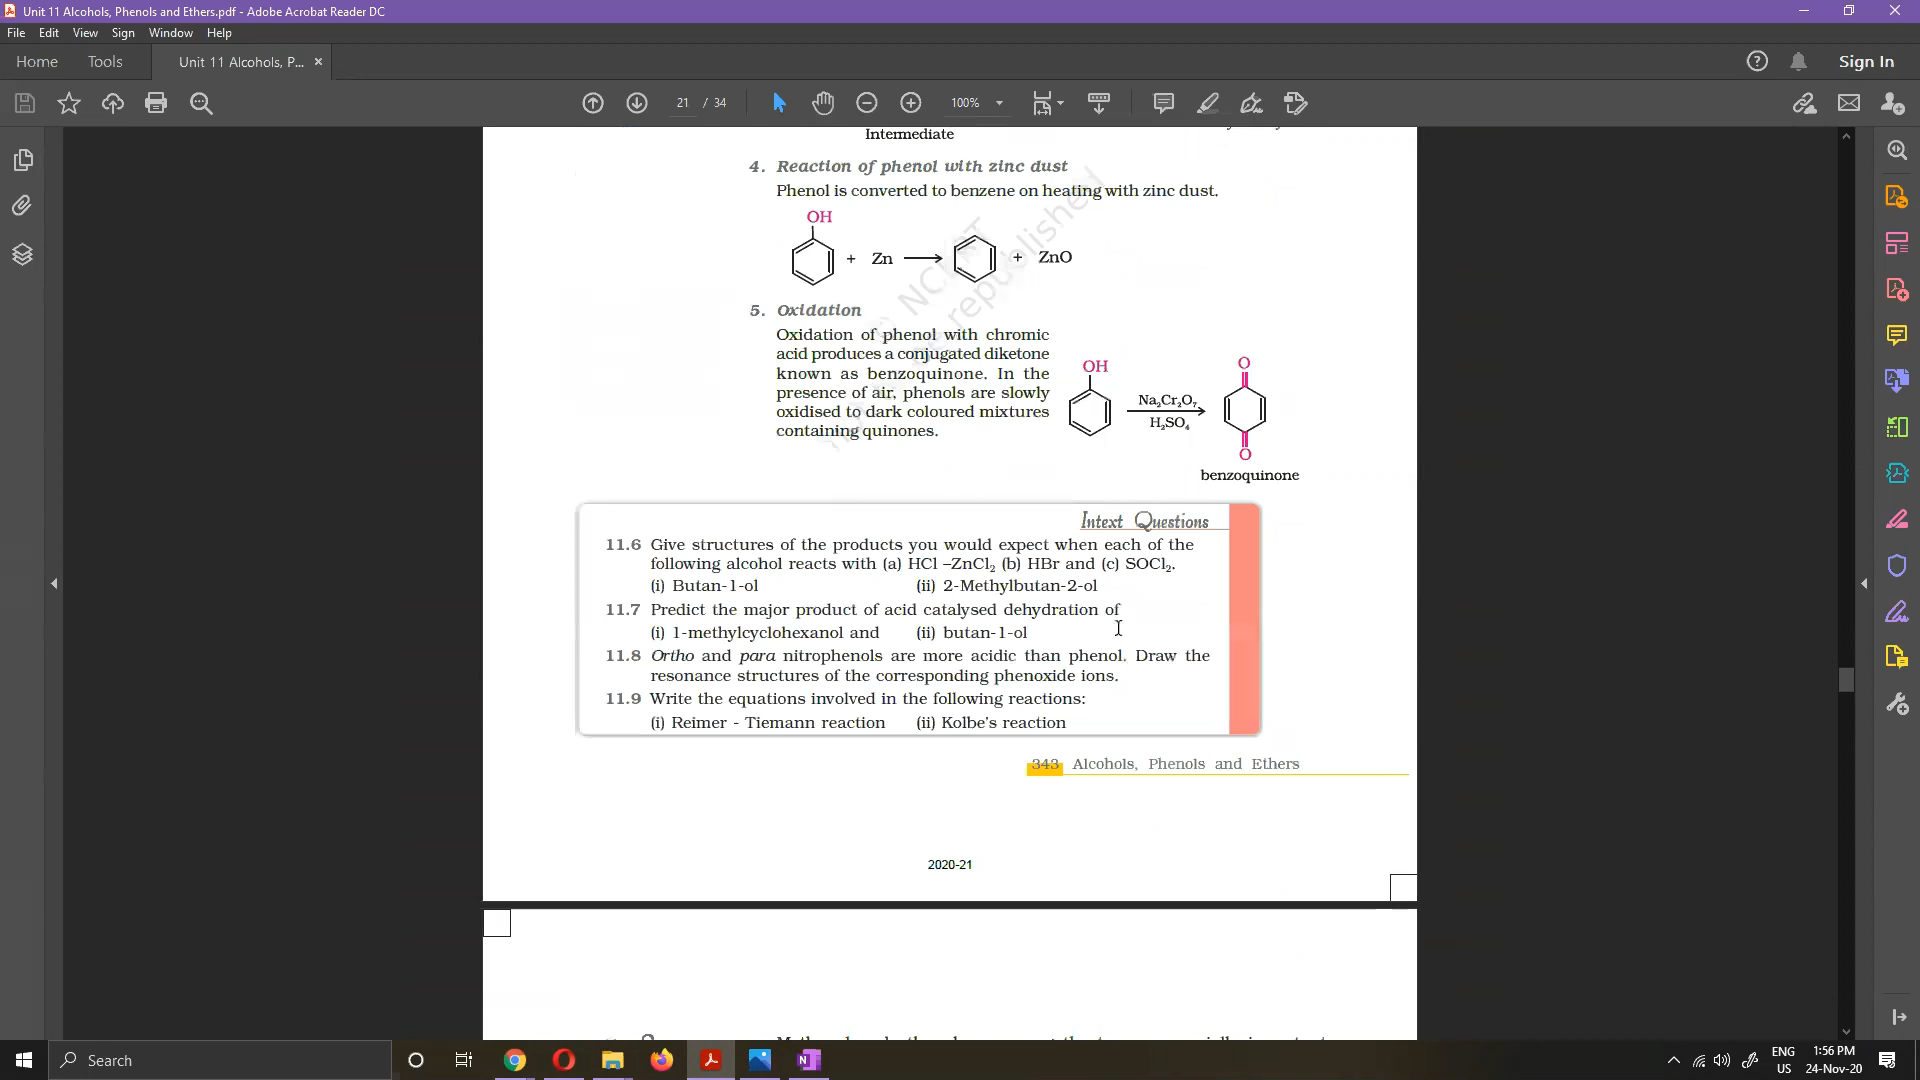 Unit 11 Alcohols, Phenols and Ethers.pdf - Adobe Acrobat Reader DC
File Edit View Sign Window Help
Home Tools Unit 11 Alcohols, P... × Sign In
21 / 34 100%
Intermediate
4. Reaction of phenol with zinc dust
Phenol is converted to benzene on heating with zinc dust.
OH
+ Zn + ZnO
5. Oxidation
Oxidation of phenol with chromic
acid produces a conjugated diketone
known as benzoquinone. In the
presence of air, phenols are slowly
oxidised to dark coloured mixtures
containing quinones.
OH
Na₂Cr₂O₇
H₂SO₄
O
O
benzoquinone
© NCERT
republished
Intext Questions
11.6 Give structures of the products you would expect when each of the
following alcohol reacts with (a) HCl –ZnCl₂ (b) HBr and (c) SOCl₂.
(i) Butan-1-ol (ii) 2-Methylbutan-2-ol
11.7 Predict the major product of acid catalysed dehydration of
(i) 1-methylcyclohexanol and (ii) butan-1-ol
11.8 Ortho and para nitrophenols are more acidic than phenol. Draw the
resonance structures of the corresponding phenoxide ions.
11.9 Write the equations involved in the following reactions:
(i) Reimer - Tiemann reaction (ii) Kolbe's reaction
343 Alcohols, Phenols and Ethers
2020-21
Search
ENG
US
1:56 PM
24-Nov-20